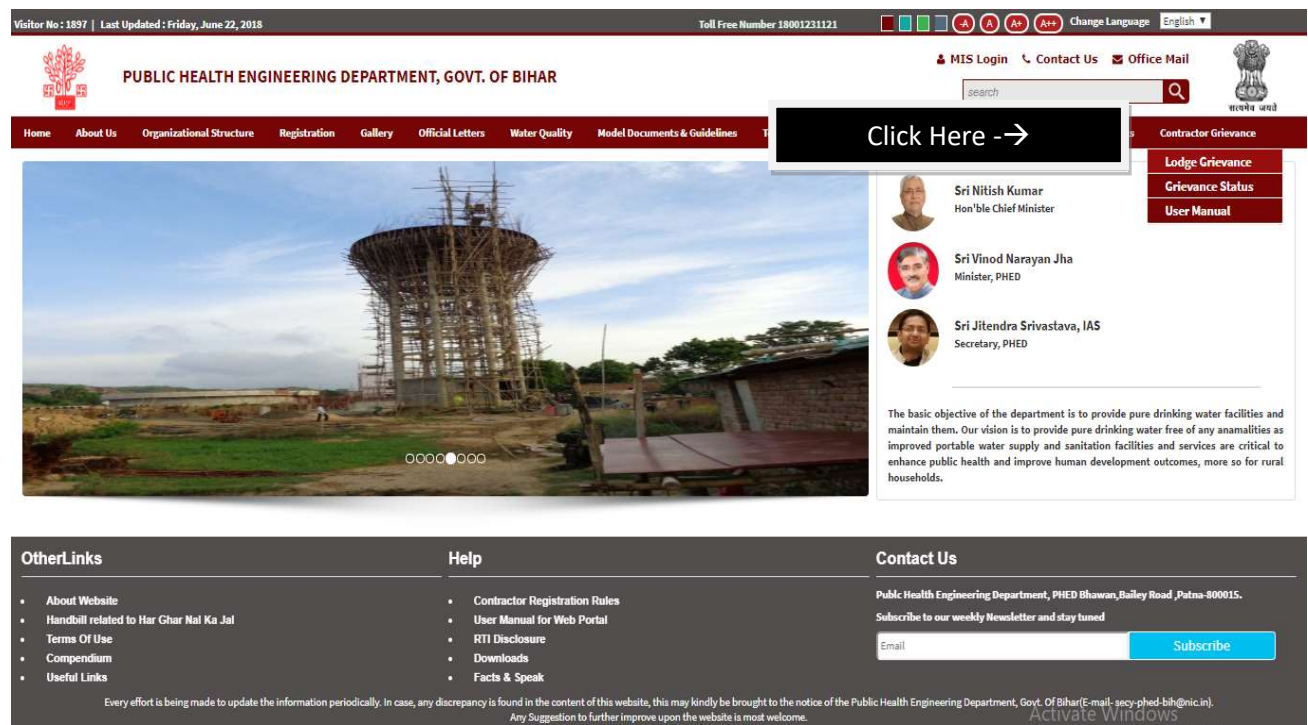 Visitor No : 1897 | Last Updated : Friday, June 22, 2018
Toll Free Number 18001231121
-A A A+ A++ Change Language English ▼
PUBLIC HEALTH ENGINEERING DEPARTMENT, GOVT. OF BIHAR
MIS Login Contact Us Office Mail
search
सत्यमेव जयते
Home About Us Organizational Structure Registration Gallery Official Letters Water Quality Model Documents & Guidelines Contractor Grievance
Click Here -→
Lodge Grievance
Grievance Status
User Manual
Sri Nitish Kumar
Hon'ble Chief Minister
Sri Vinod Narayan Jha
Minister, PHED
Sri Jitendra Srivastava, IAS
Secretary, PHED
The basic objective of the department is to provide pure drinking water facilities and
maintain them. Our vision is to provide pure drinking water free of any anamalities as
improved portable water supply and sanitation facilities and services are critical to
enhance public health and improve human development outcomes, more so for rural
households.
OtherLinks
• About Website
• Handbill related to Har Ghar Nal Ka Jal
• Terms Of Use
• Compendium
• Useful Links
Help
• Contractor Registration Rules
• User Manual for Web Portal
• RTI Disclosure
• Downloads
• Facts & Speak
Contact Us
Publc Health Engineering Department, PHED Bhawan,Bailey Road ,Patna-800015.
Subscribe to our weekly Newsletter and stay tuned
Email
Subscribe
Every effort is being made to update the information periodically. In case, any discrepancy is found in the content of this website, this may kindly be brought to the notice of the Public Health Engineering Department, Govt. Of Bihar(E-mail- secy-phed-bih@nic.in).
Any Suggestion to further improve upon the website is most welcome.
Activate Windows